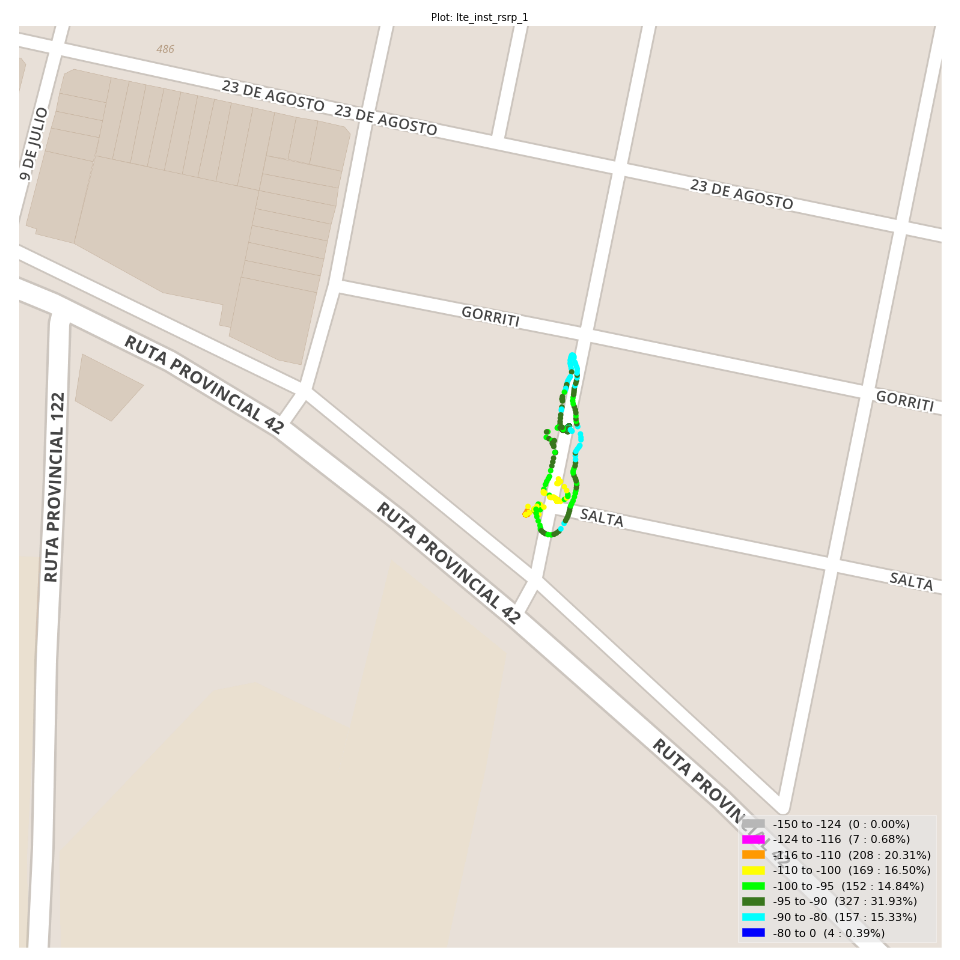 Plot: lte_inst_rsrp_1
486
23 DE AGOSTO
23 DE AGOSTO
9 DE JULIO
23 DE AGOSTO
GORRITI
RUTA PROVINCIAL 42
GORRITI
RUTA PROVINCIAL 122
RUTA PROVINCIAL 42
SALTA
SALTA
RUTA PROVINCIAL
-150 to -124 (0 : 0.00%)
-124 to -116 (7 : 0.68%)
-116 to -110 (208 : 20.31%)
-110 to -100 (169 : 16.50%)
-100 to -95 (152 : 14.84%)
-95 to -90 (327 : 31.93%)
-90 to -80 (157 : 15.33%)
-80 to 0 (4 : 0.39%)